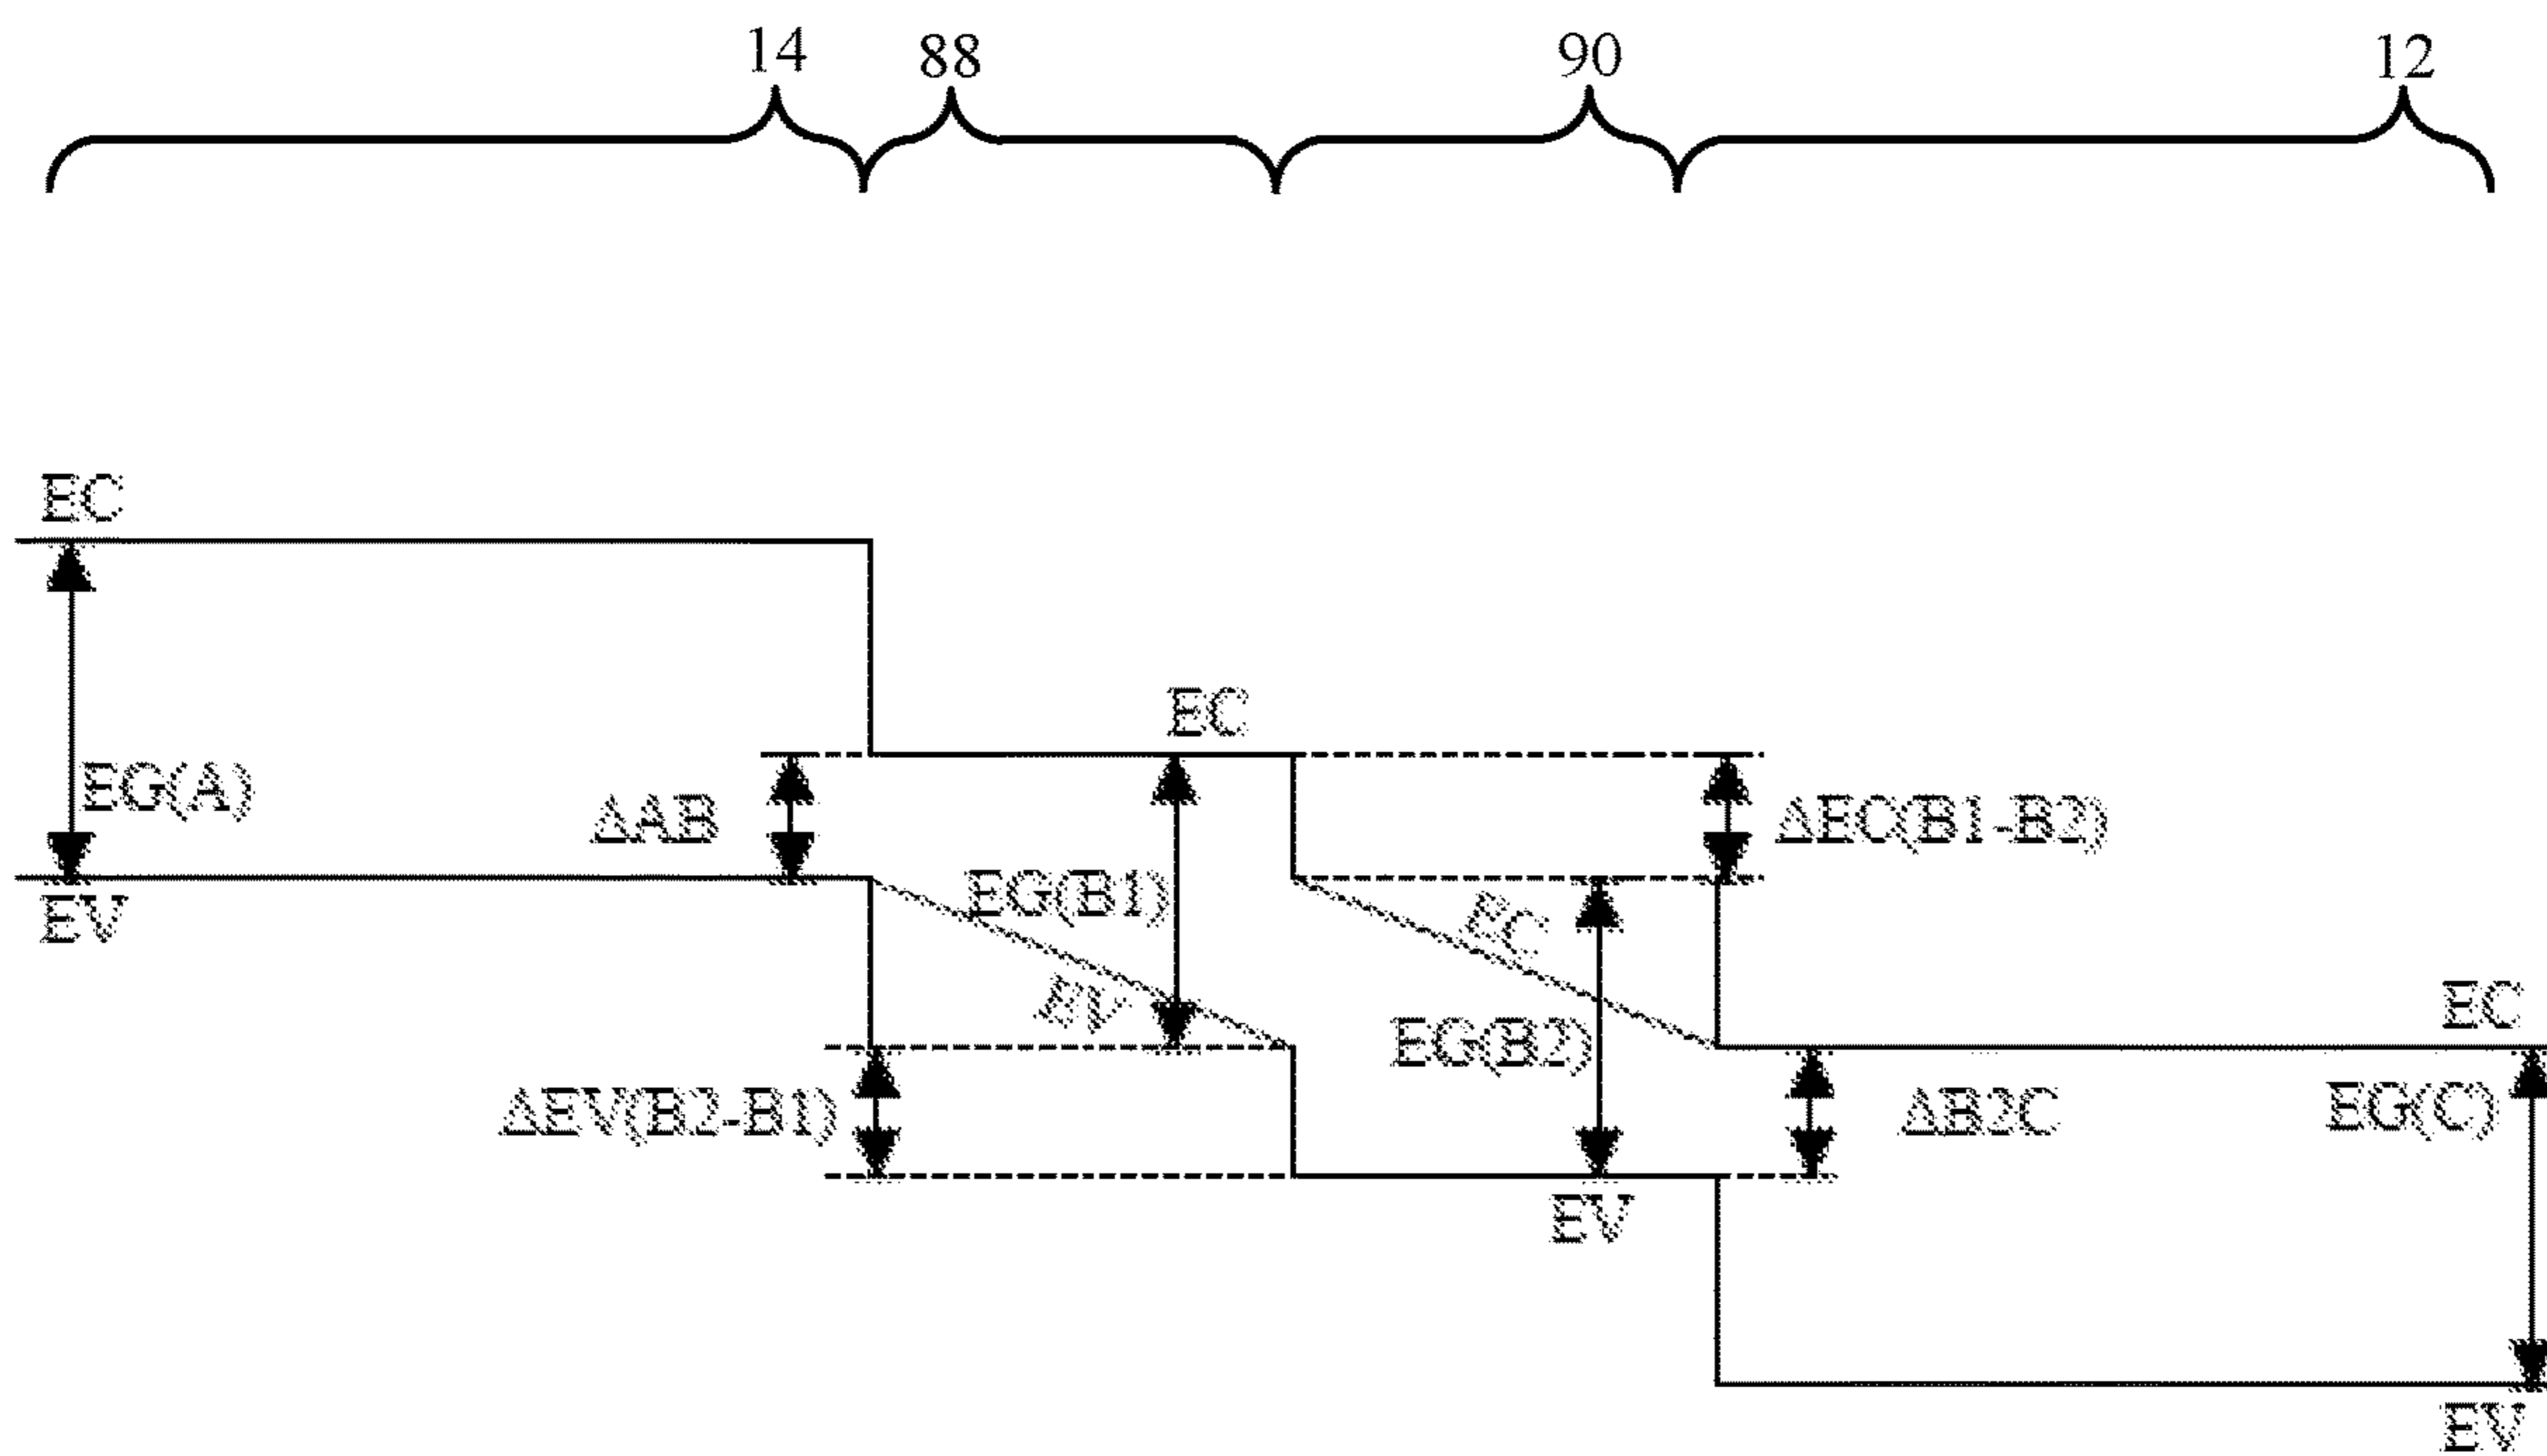 14 88 90 12
EC
EC
EG(A)
ΔAB
ΔEC(B1-B2)
EG(B1)
EC
EV
EV
EC
EG(B2)
ΔEV(B2-B1)
ΔB2C
EG(C)
EV
EV